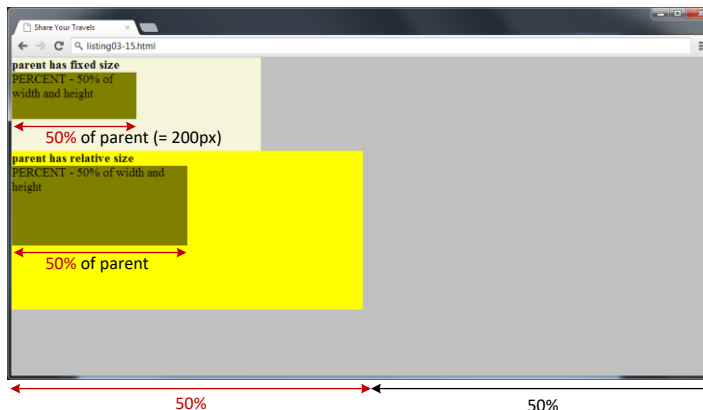 Share Your Travels
listing03-15.html
parent has fixed size
PERCENT - 50% of
width and height
50% of parent (= 200px)
parent has relative size
PERCENT - 50% of width and
height
50% of parent
50%
50%